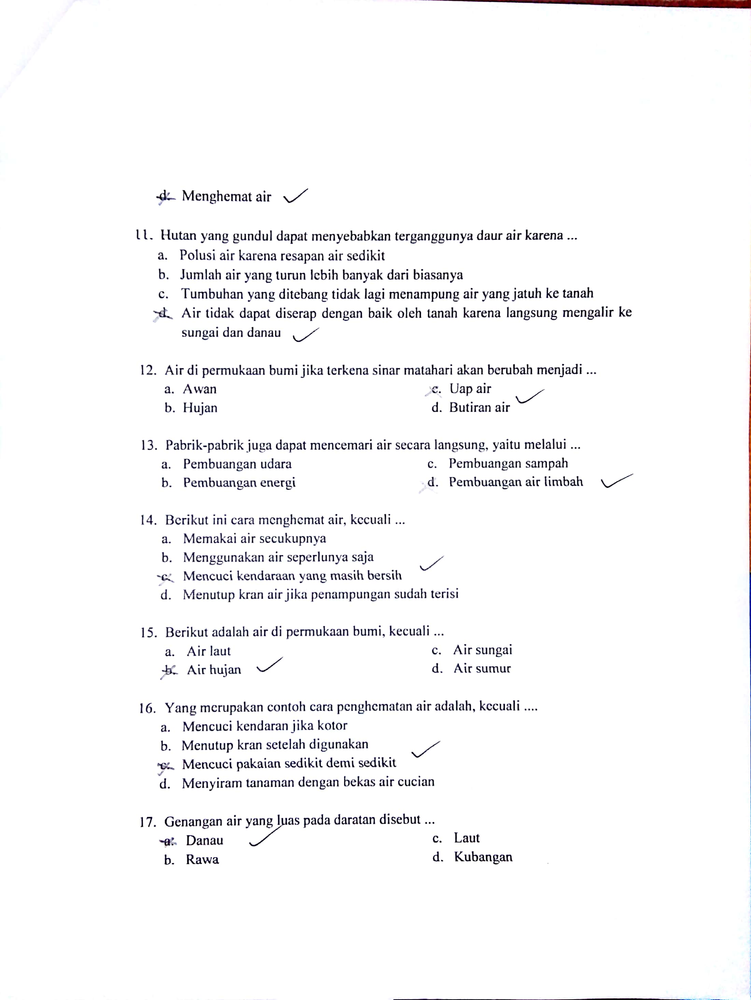 d. Menghemat air
11. Hutan yang gundul dapat menyebabkan terganggunya daur air karena ...
a. Polusi air karena resapan air sedikit
b. Jumlah air yang turun lebih banyak dari biasanya
c. Tumbuhan yang ditebang tidak lagi menampung air yang jatuh ke tanah
d. Air tidak dapat diserap dengan baik oleh tanah karena langsung mengalir ke
sungai dan danau
12. Air di permukaan bumi jika terkena sinar matahari akan berubah menjadi ...
a. Awan c. Uap air
b. Hujan d. Butiran air
13. Pabrik-pabrik juga dapat mencemari air secara langsung, yaitu melalui ...
a. Pembuangan udara c. Pembuangan sampah
b. Pembuangan energi d. Pembuangan air limbah
14. Berikut ini cara menghemat air, kecuali ...
a. Memakai air secukupnya
b. Menggunakan air seperlunya saja
c. Mencuci kendaraan yang masih bersih
d. Menutup kran air jika penampungan sudah terisi
15. Berikut adalah air di permukaan bumi, kecuali ...
a. Air laut c. Air sungai
b. Air hujan d. Air sumur
16. Yang merupakan contoh cara penghematan air adalah, kecuali ....
a. Mencuci kendaran jika kotor
b. Menutup kran setelah digunakan
c. Mencuci pakaian sedikit demi sedikit
d. Menyiram tanaman dengan bekas air cucian
17. Genangan air yang luas pada daratan disebut ...
a. Danau c. Laut
b. Rawa d. Kubangan